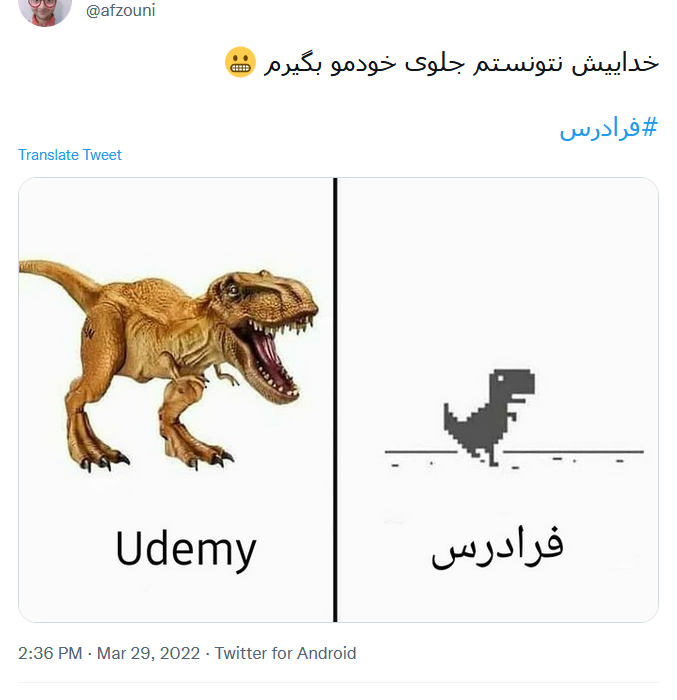 @afzouni
خداییش نتونستم جلوی خودمو بگیرم 😬
#فرادرس
Translate Tweet
Udemy
فرادرس
2:36 PM · Mar 29, 2022 · Twitter for Android